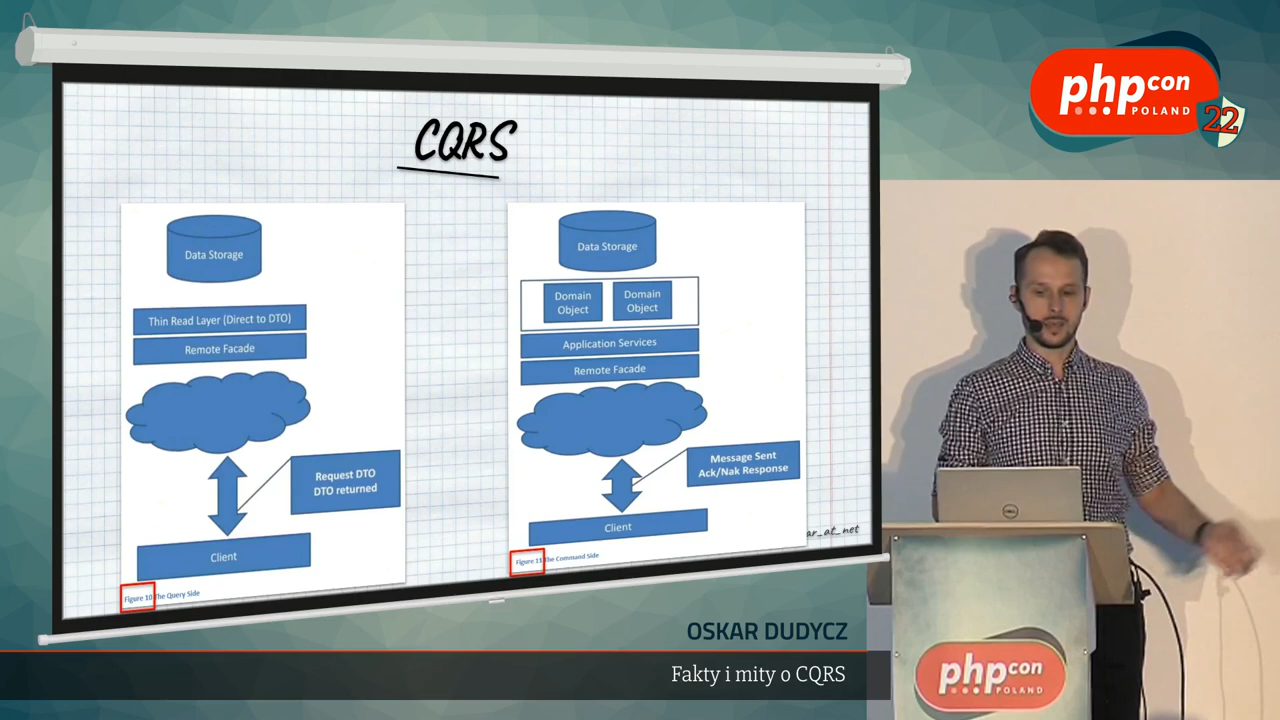 CQRS
Data Storage
Thin Read Layer (Direct to DTO)
Remote Facade
Request DTO
DTO returned
Client
Figure 10 The Query Side
Data Storage
Domain
Object
Domain
Object
Application Services
Remote Facade
Message Sent
Ack/Nak Response
Client
Figure 11 The Command Side
ar_at_net
php con
POLAND
22
DELL
php con
POLAND
OSKAR DUDYCZ
Fakty i mity o CQRS